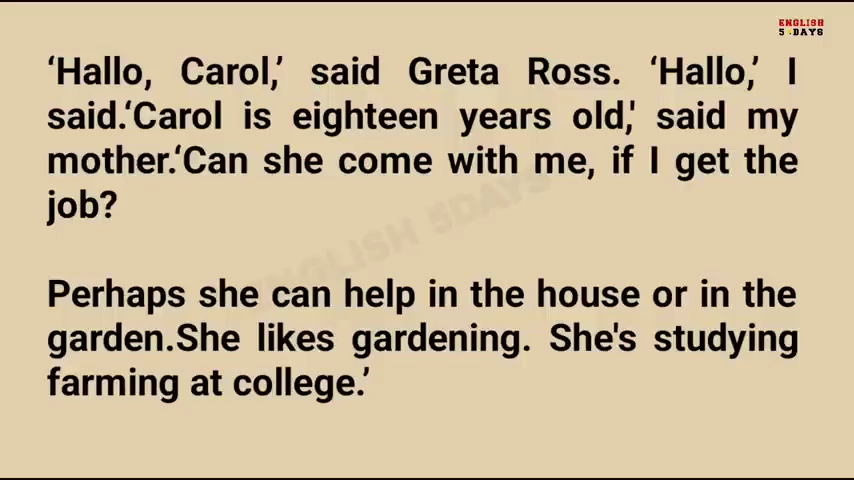 ENGLISH
5 DAYS
‘Hallo, Carol,’ said Greta Ross. ‘Hallo,’ I
said.‘Carol is eighteen years old,' said my
mother.‘Can she come with me, if I get the
job?
Perhaps she can help in the house or in the
garden.She likes gardening. She's studying
farming at college.’
ENGLISH 5DAYS